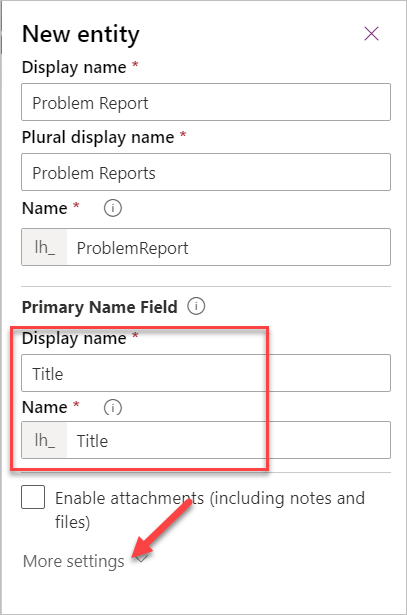 New entity
Display name *
Problem Report
Plural display name *
Problem Reports
Name *
lh_ ProblemReport
Primary Name Field
Display name *
Title
Name *
lh_ Title
Enable attachments (including notes and
files)
More settings